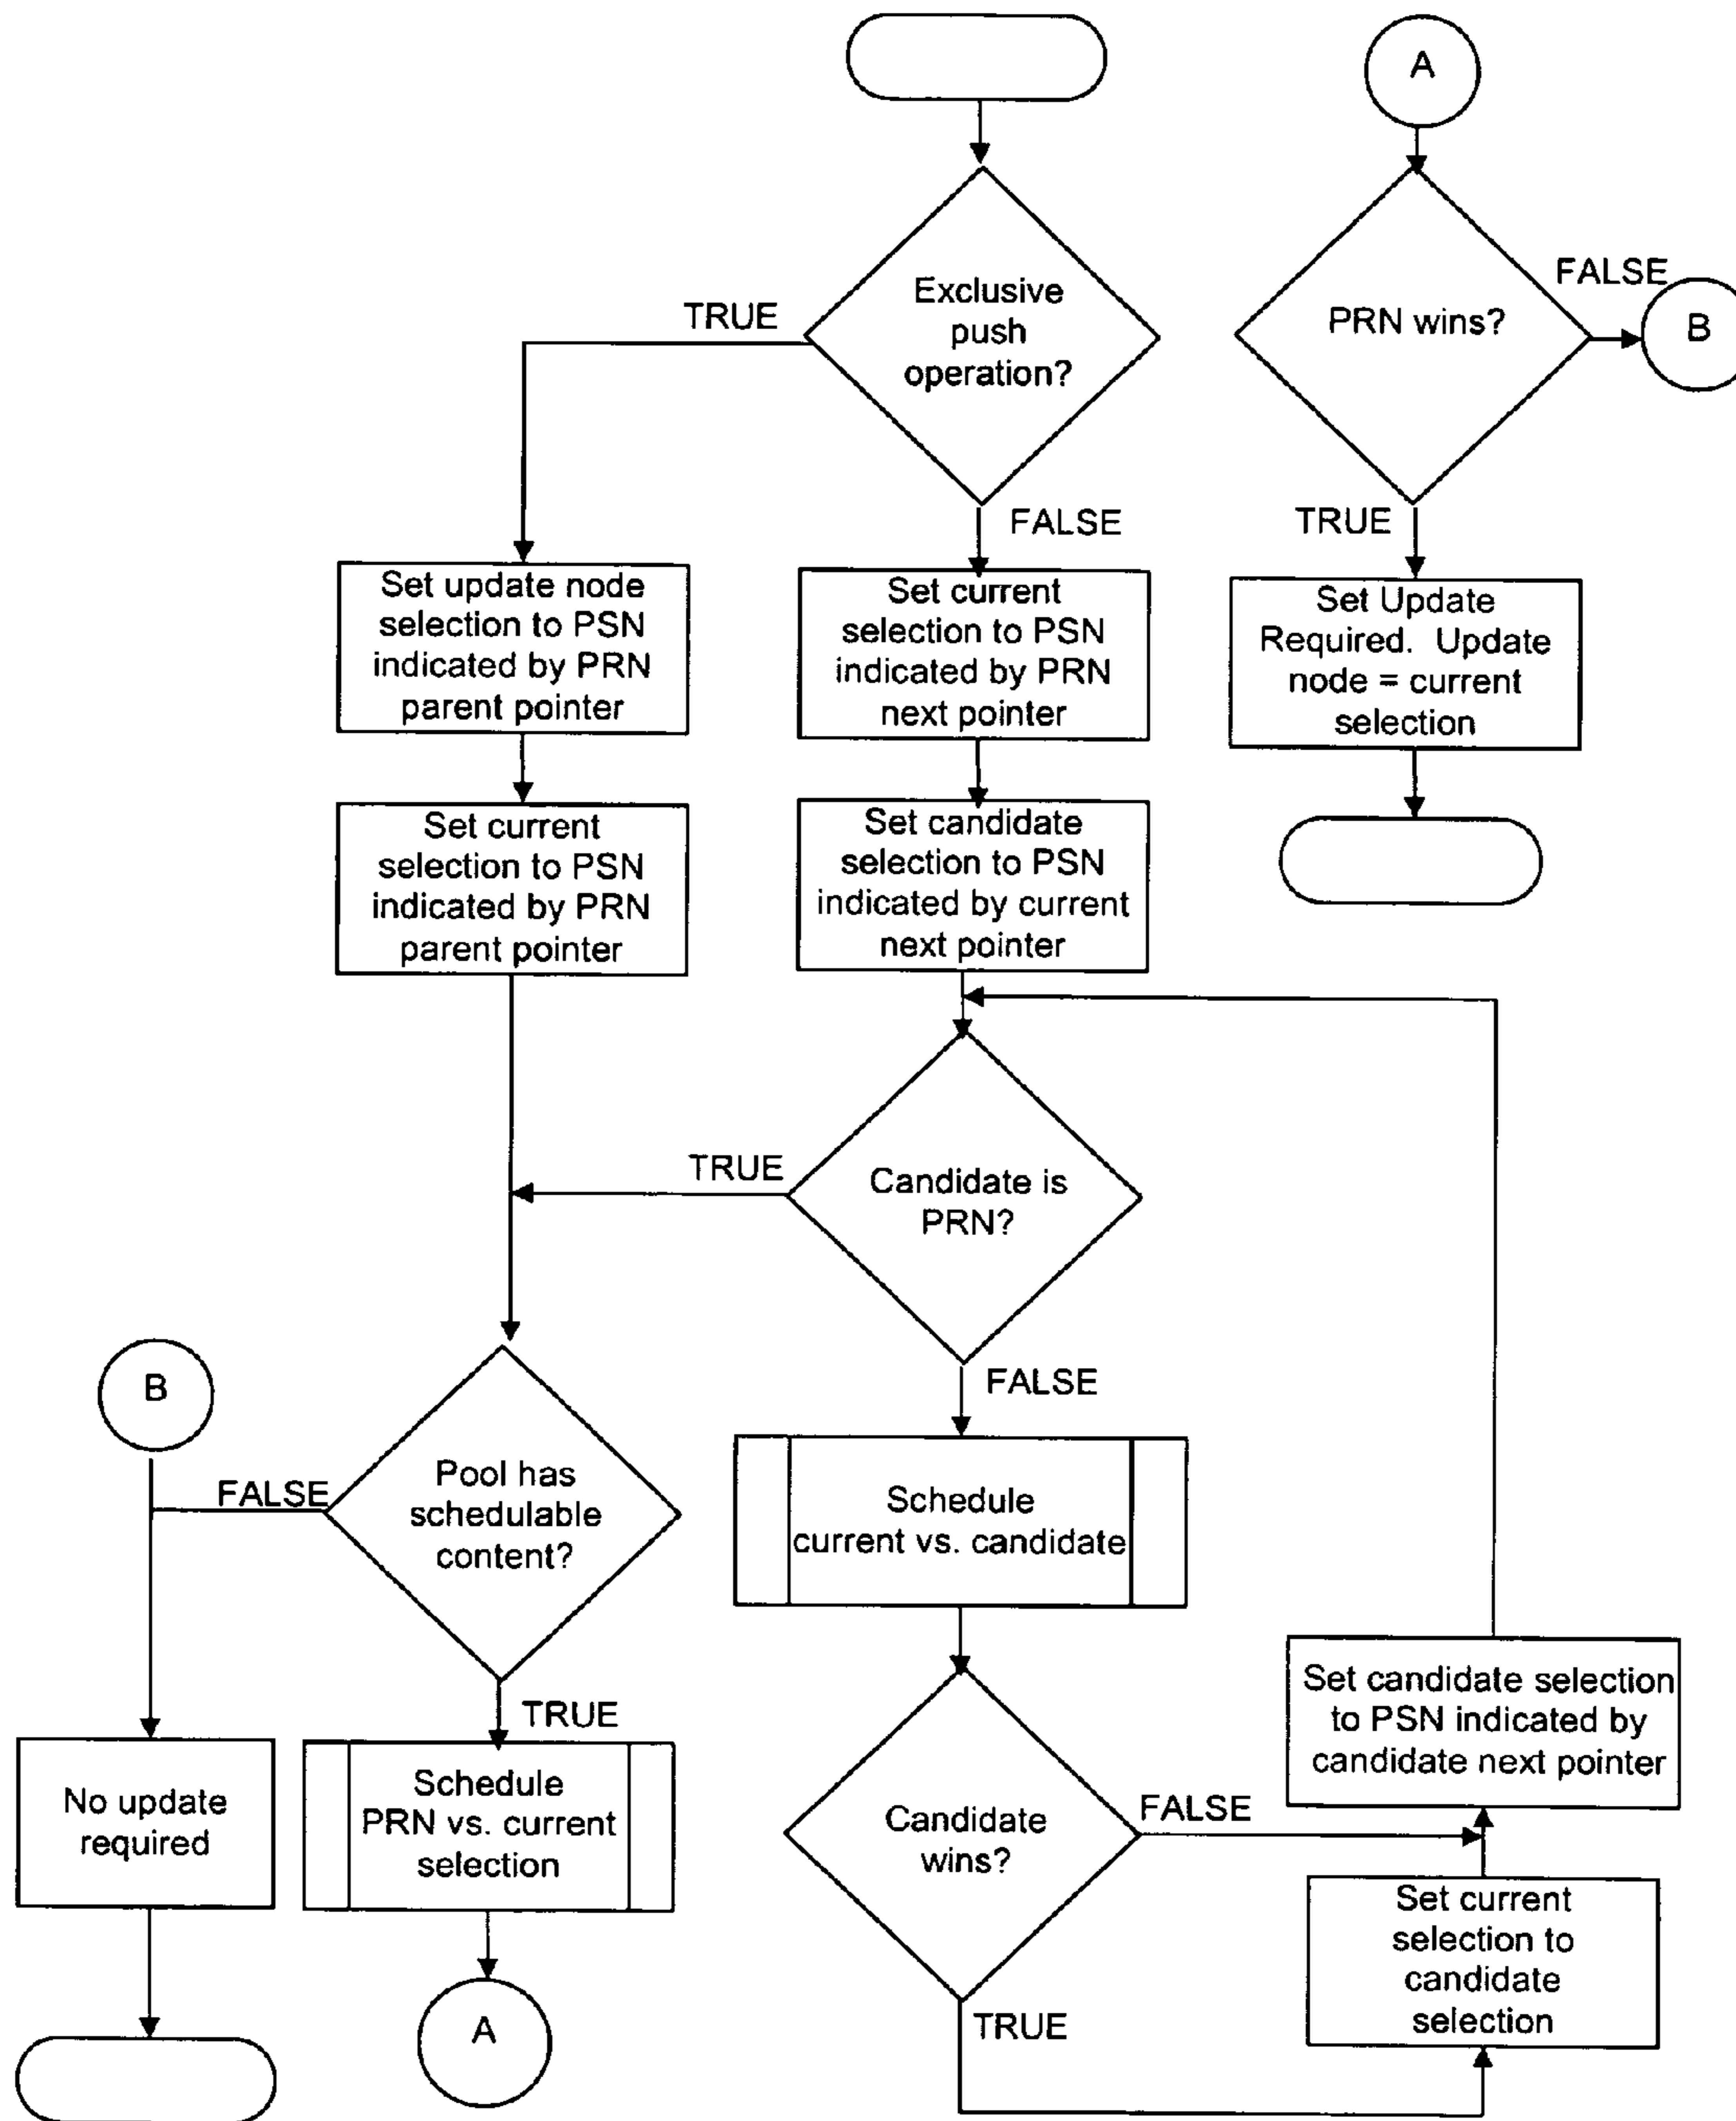 A
Exclusive
push
operation?
TRUE
FALSE
PRN wins?
FALSE
B
TRUE
Set update node
selection to PSN
indicated by PRN
parent pointer
Set current
selection to PSN
indicated by PRN
next pointer
Set Update
Required. Update
node = current
selection
Set current
selection to PSN
indicated by PRN
parent pointer
Set candidate
selection to PSN
indicated by current
next pointer
TRUE
Candidate is
PRN?
FALSE
B
FALSE
Pool has
schedulable
content?
TRUE
Schedule
current vs. candidate
No update
required
Schedule
PRN vs. current
selection
A
Candidate
wins?
FALSE
TRUE
Set candidate selection
to PSN indicated by
candidate next pointer
Set current
selection to
candidate
selection